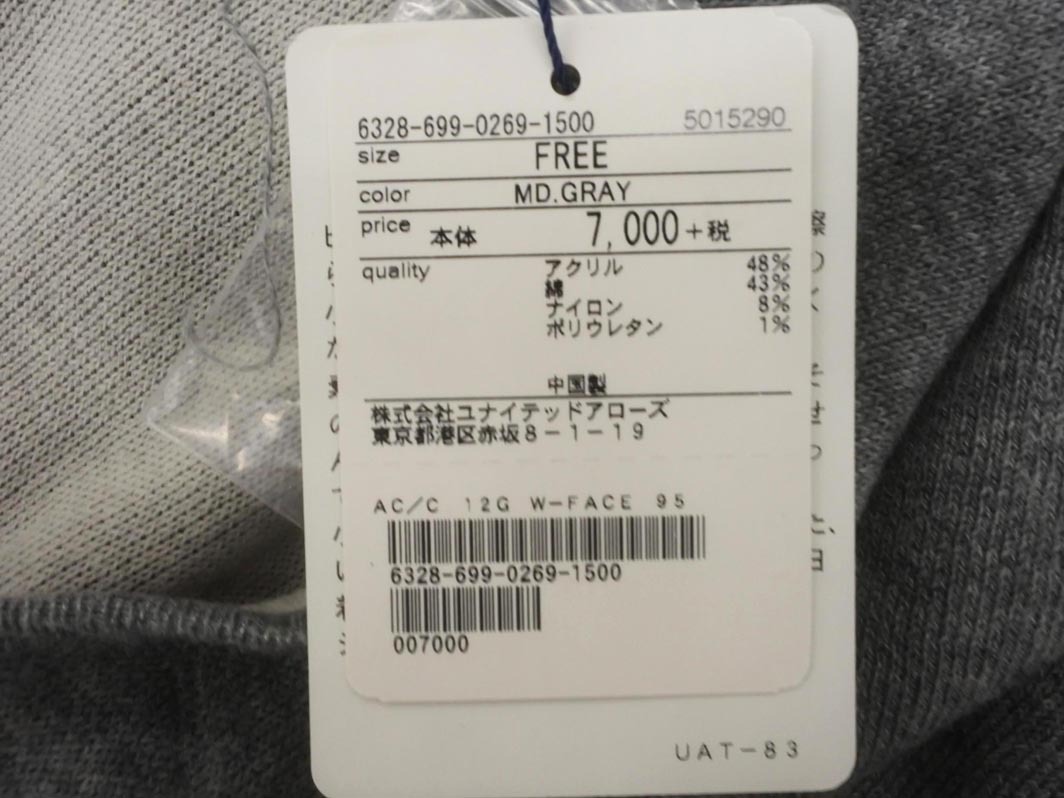 6328-699-0269-1500 5015290
size FREE
color MD.GRAY
price 本体 7,000+税
quality アクリル 48%
綿 43%
ナイロン 8%
ポリウレタン 1%
中国製
株式会社ユナイテッドアローズ
東京都港区赤坂8-1-19
AC/C 12G W-FACE 95
6328-699-0269-1500
007000
UAT-83